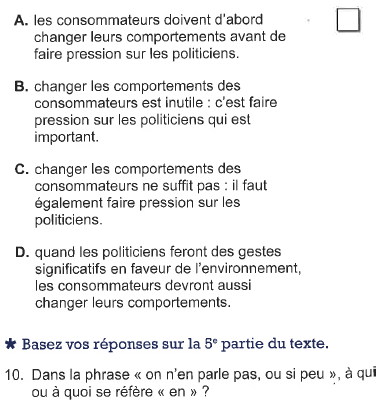 A. les consommateurs doivent d'abord
changer leurs comportements avant de
faire pression sur les politiciens.
B. changer les comportements des
consommateurs est inutile : c'est faire
pression sur les politiciens qui est
important.
C. changer les comportements des
consommateurs ne suffit pas : il faut
également faire pression sur les
politiciens.
D. quand les politiciens feront des gestes
significatifs en faveur de l'environnement,
les consommateurs devront aussi
changer leurs comportements.
* Basez vos réponses sur la 5e partie du texte.
10. Dans la phrase « on n'en parle pas, ou si peu », à qui
ou à quoi se réfère « en » ?